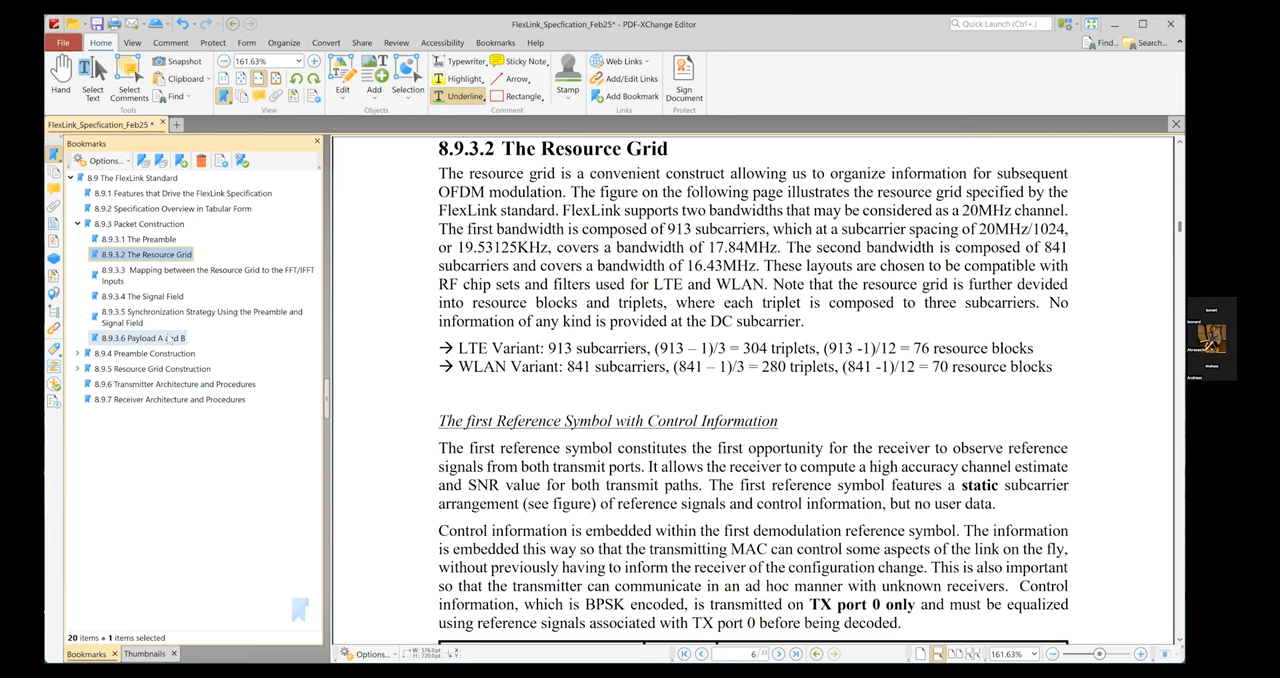 FlexLink_Specfication_Feb25* - PDF-XChange Editor
Quick Launch (Ctrl+.)
File Home View Comment Protect Form Organize Convert Share Review Accessibility Bookmarks Help
Find... Search...
Hand
Select Text
Select Comments
Snapshot
Clipboard
Find
Tools
161.63%
View
Edit
Add
Selection
Objects
Typewriter
Sticky Note
Highlight
Arrow
Underline
Rectangle
Comment
Stamp
Web Links
Add/Edit Links
Add Bookmark
Links
Sign Document
Protect
FlexLink_Specfication_Feb25 *
Bookmarks
Options...
8.9 The FlexLink Standard
8.9.1 Features that Drive the FlexLink Specification
8.9.2 Specification Overview in Tabular Form
8.9.3 Packet Construction
8.9.3.1 The Preamble
8.9.3.2 The Resource Grid
8.9.3.3 Mapping between the Resource Grid to the FFT/IFFT
Inputs
8.9.3.4 The Signal Field
8.9.3.5 Synchronization Strategy Using the Preamble and
Signal Field
8.9.3.6 Payload A and B
8.9.4 Preamble Construction
8.9.5 Resource Grid Construction
8.9.6 Transmitter Architecture and Procedures
8.9.7 Receiver Architecture and Procedures
20 items • 1 items selected
Bookmarks Thumbnails
8.9.3.2 The Resource Grid
The resource grid is a convenient construct allowing us to organize information for subsequent
OFDM modulation. The figure on the following page illustrates the resource grid specified by the
FlexLink standard. FlexLink supports two bandwidths that may be considered as a 20MHz channel.
The first bandwidth is composed of 913 subcarriers, which at a subcarrier spacing of 20MHz/1024,
or 19.53125KHz, covers a bandwidth of 17.84MHz. The second bandwidth is composed of 841
subcarriers and covers a bandwidth of 16.43MHz. These layouts are chosen to be compatible with
RF chip sets and filters used for LTE and WLAN. Note that the resource grid is further devided
into resource blocks and triplets, where each triplet is composed to three subcarriers. No
information of any kind is provided at the DC subcarrier.
→ LTE Variant: 913 subcarriers, (913 – 1)/3 = 304 triplets, (913 -1)/12 = 76 resource blocks
→ WLAN Variant: 841 subcarriers, (841 – 1)/3 = 280 triplets, (841 -1)/12 = 70 resource blocks
The first Reference Symbol with Control Information
The first reference symbol constitutes the first opportunity for the receiver to observe reference
signals from both transmit ports. It allows the receiver to compute a high accuracy channel estimate
and SNR value for both transmit paths. The first reference symbol features a static subcarrier
arrangement (see figure) of reference signals and control information, but no user data.
Control information is embedded within the first demodulation reference symbol. The information
is embedded this way so that the transmitting MAC can control some aspects of the link on the fly,
without previously having to inform the receiver of the configuration change. This is also important
so that the transmitter can communicate in an ad hoc manner with unknown receivers. Control
information, which is BPSK encoded, is transmitted on TX port 0 only and must be equalized
using reference signals associated with TX port 0 before being decoded.
Options...
W: 576.0pt
H: 720.0pt
X:
Y:
6 / 33
161.63%
leonard
Andreas